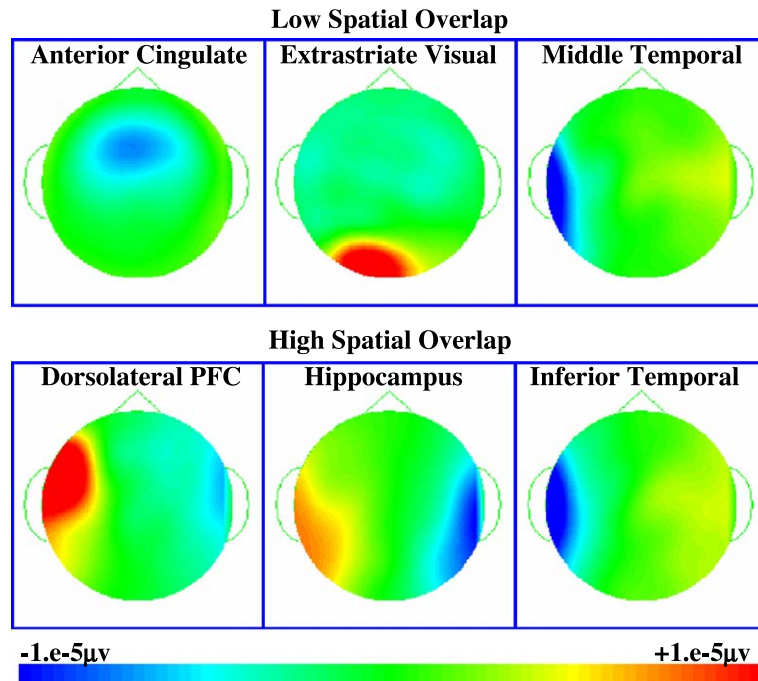 Low Spatial Overlap
Anterior Cingulate
Extrastriate Visual
Middle Temporal
High Spatial Overlap
Dorsolateral PFC
Hippocampus
Inferior Temporal
-1.e-5μv
+1.e-5μv